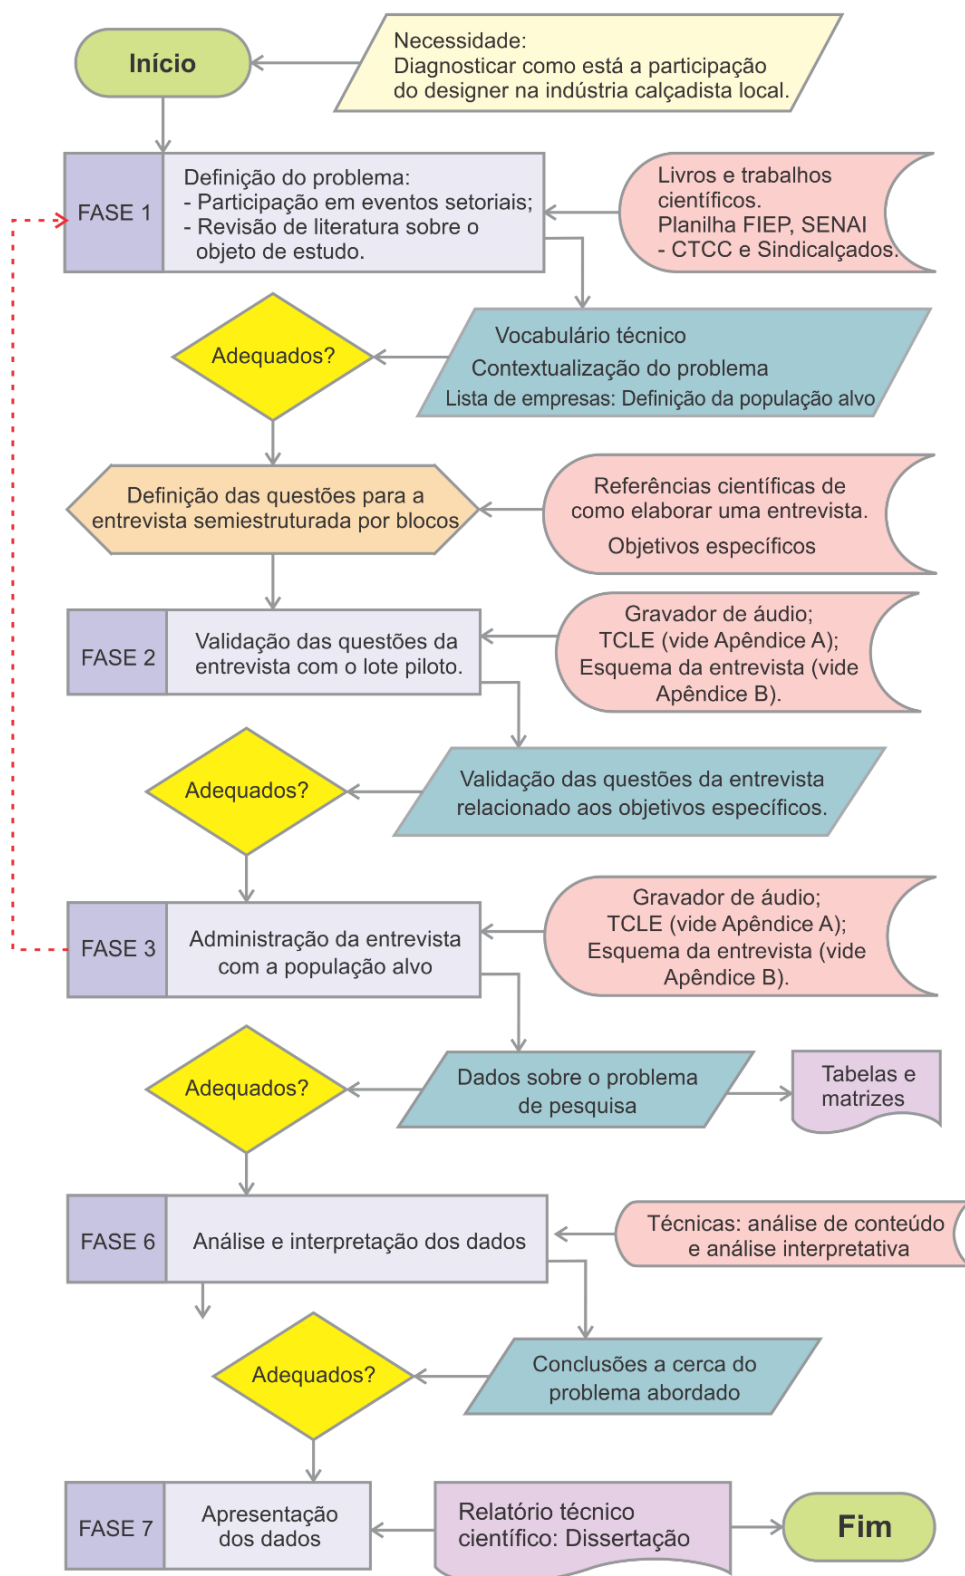 Início
Necessidade:
Diagnosticar como está a participação
do designer na indústria calçadista local.
FASE 1
Definição do problema:
- Participação em eventos setoriais;
- Revisão de literatura sobre o
objeto de estudo.
Livros e trabalhos
científicos.
Planilha FIEP, SENAI
- CTCC e Sindicalçados.
Adequados?
Vocabulário técnico
Contextualização do problema
Lista de empresas: Definição da população alvo
Definição das questões para a
entrevista semiestruturada por blocos
Referências científicas de
como elaborar uma entrevista.
Objetivos específicos
FASE 2
Validação das questões da
entrevista com o lote piloto.
Gravador de áudio;
TCLE (vide Apêndice A);
Esquema da entrevista (vide
Apêndice B).
Adequados?
Validação das questões da entrevista
relacionado aos objetivos específicos.
FASE 3
Administração da entrevista
com a população alvo
Gravador de áudio;
TCLE (vide Apêndice A);
Esquema da entrevista (vide
Apêndice B).
Adequados?
Dados sobre o problema
de pesquisa
Tabelas e
matrizes
FASE 6
Análise e interpretação dos dados
Técnicas: análise de conteúdo
e análise interpretativa
Adequados?
Conclusões a cerca do
problema abordado
FASE 7
Apresentação
dos dados
Relatório técnico
científico: Dissertação
Fim